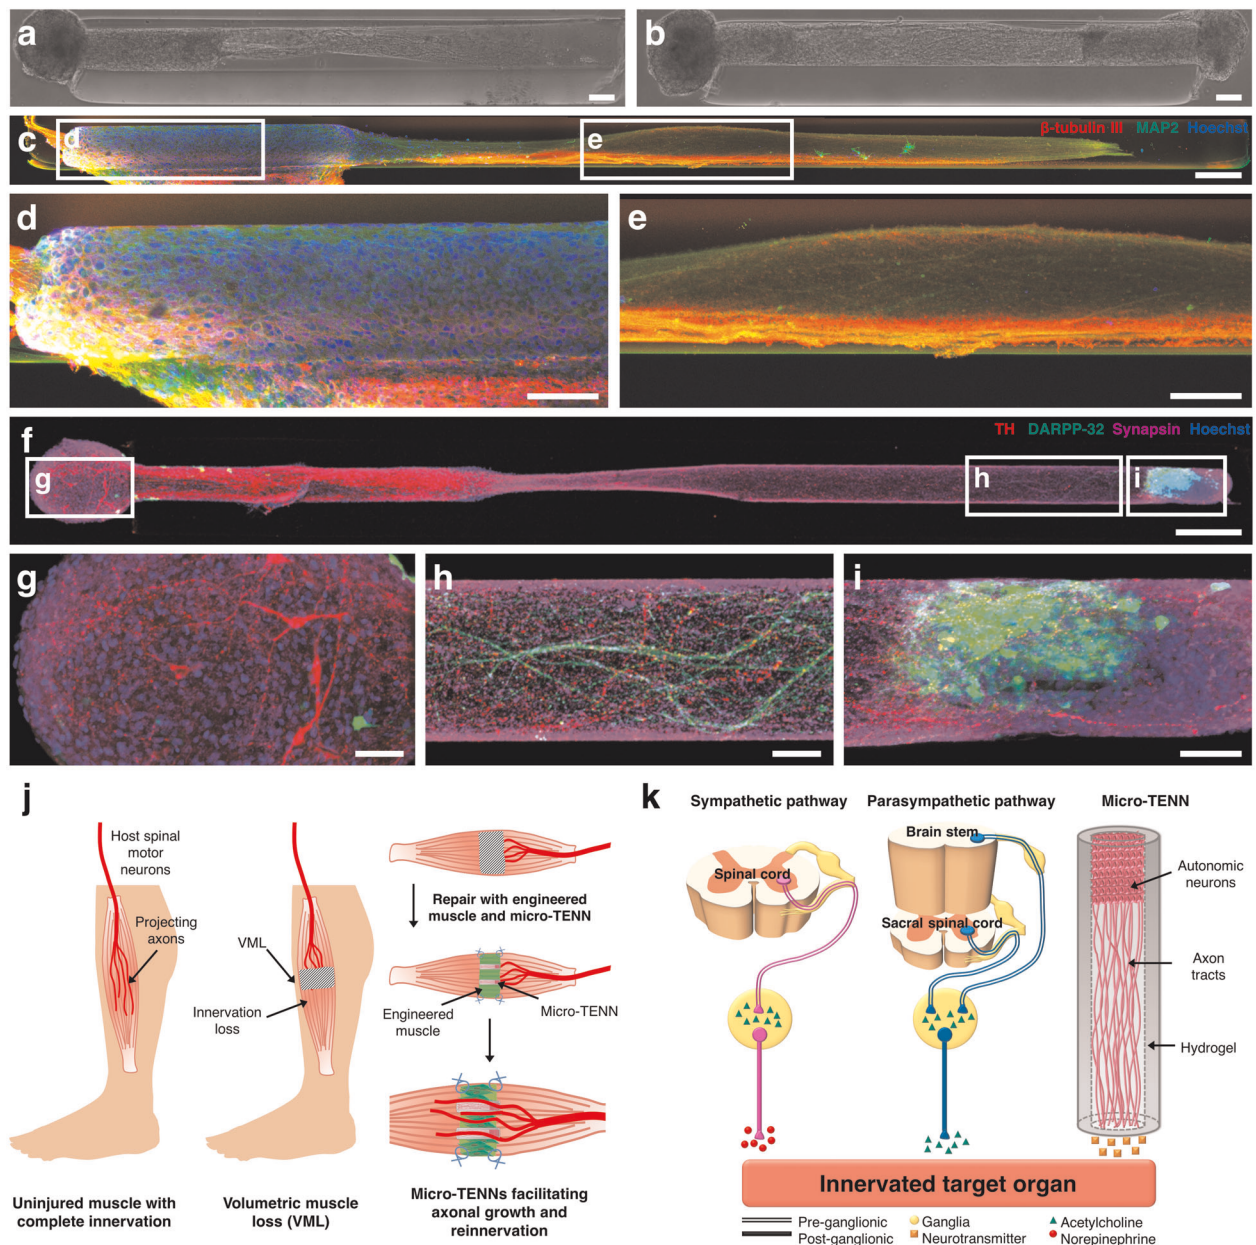 a
b
c
d
e
β-tubulin III MAP2 Hoechst
d
e
f
g
h
i
TH DARPP-32 Synapsin Hoechst
g
h
i
j
Host spinal
motor
neurons
Projecting
axons
VML
Innervation
loss
Repair with engineered
muscle and micro-TENN
Engineered
muscle
Micro-TENN
Uninjured muscle with
complete innervation
Volumetric muscle
loss (VML)
Micro-TENNs facilitating
axonal growth and
reinnervation
k
Sympathetic pathway
Parasympathetic pathway
Micro-TENN
Spinal cord
Brain stem
Sacral spinal cord
Autonomic
neurons
Axon
tracts
Hydrogel
Innervated target organ
Pre-ganglionic
Post-ganglionic
Ganglia
Neurotransmitter
Acetylcholine
Norepinephrine